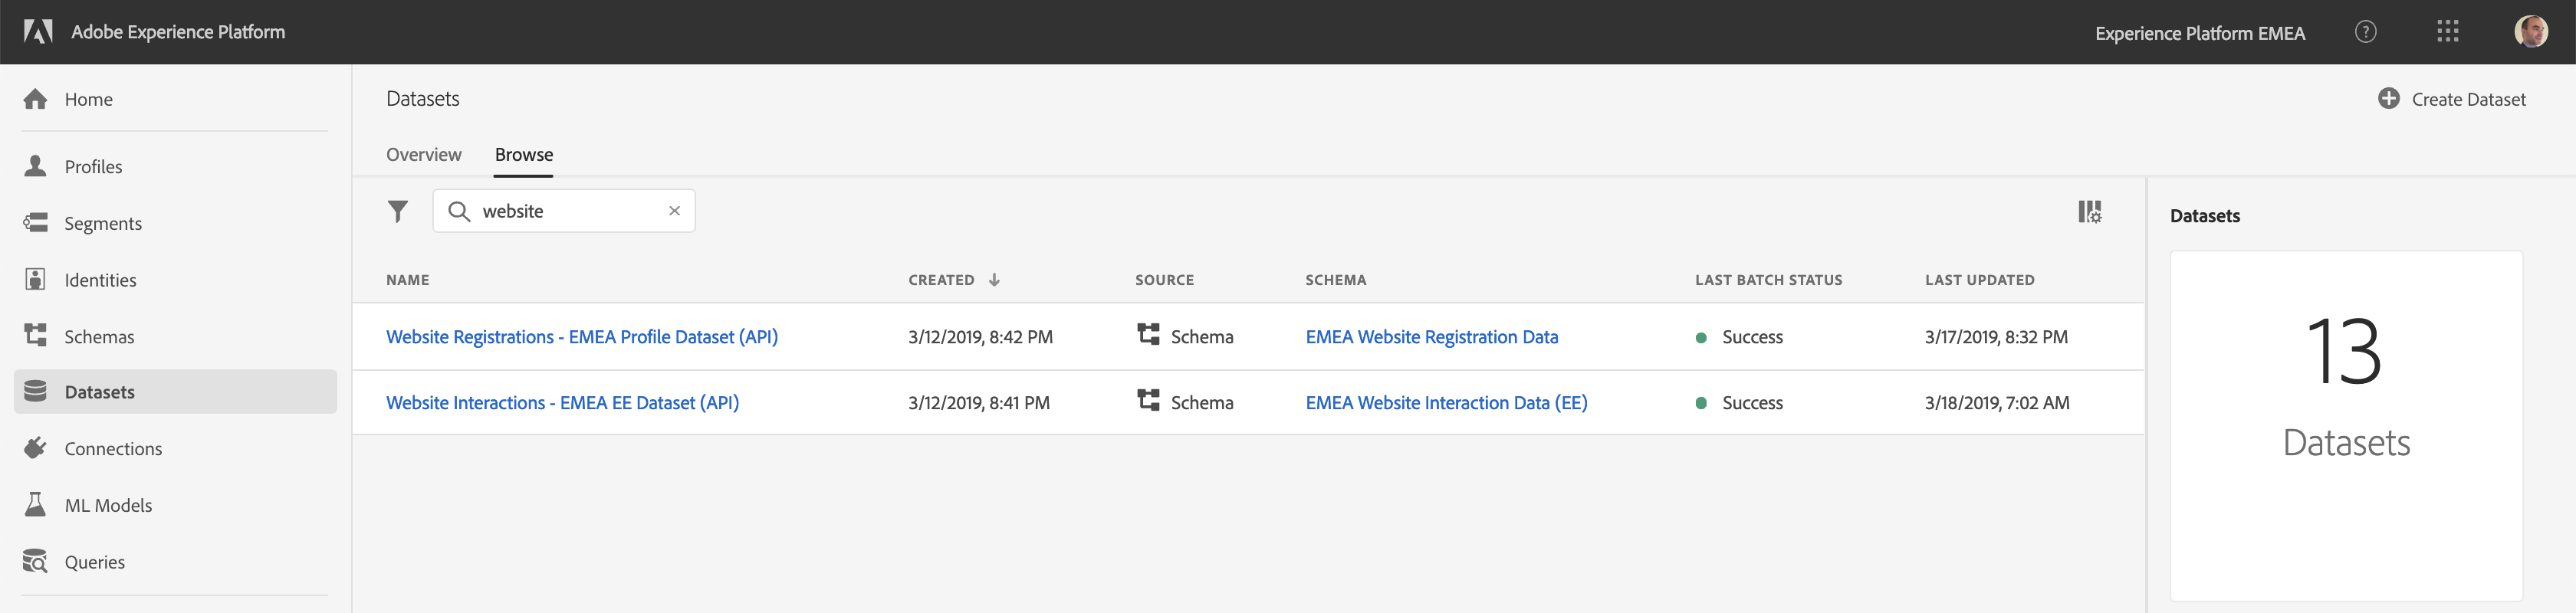 Adobe Experience Platform
Experience Platform EMEA
?
Home
Profiles
Segments
Identities
Schemas
Datasets
Connections
ML Models
Queries
Datasets
Create Dataset
Overview Browse
website
NAME CREATED SOURCE SCHEMA LAST BATCH STATUS LAST UPDATED
Website Registrations - EMEA Profile Dataset (API) 3/12/2019, 8:42 PM Schema EMEA Website Registration Data Success 3/17/2019, 8:32 PM
Website Interactions - EMEA EE Dataset (API) 3/12/2019, 8:41 PM Schema EMEA Website Interaction Data (EE) Success 3/18/2019, 7:02 AM
Datasets
13
Datasets